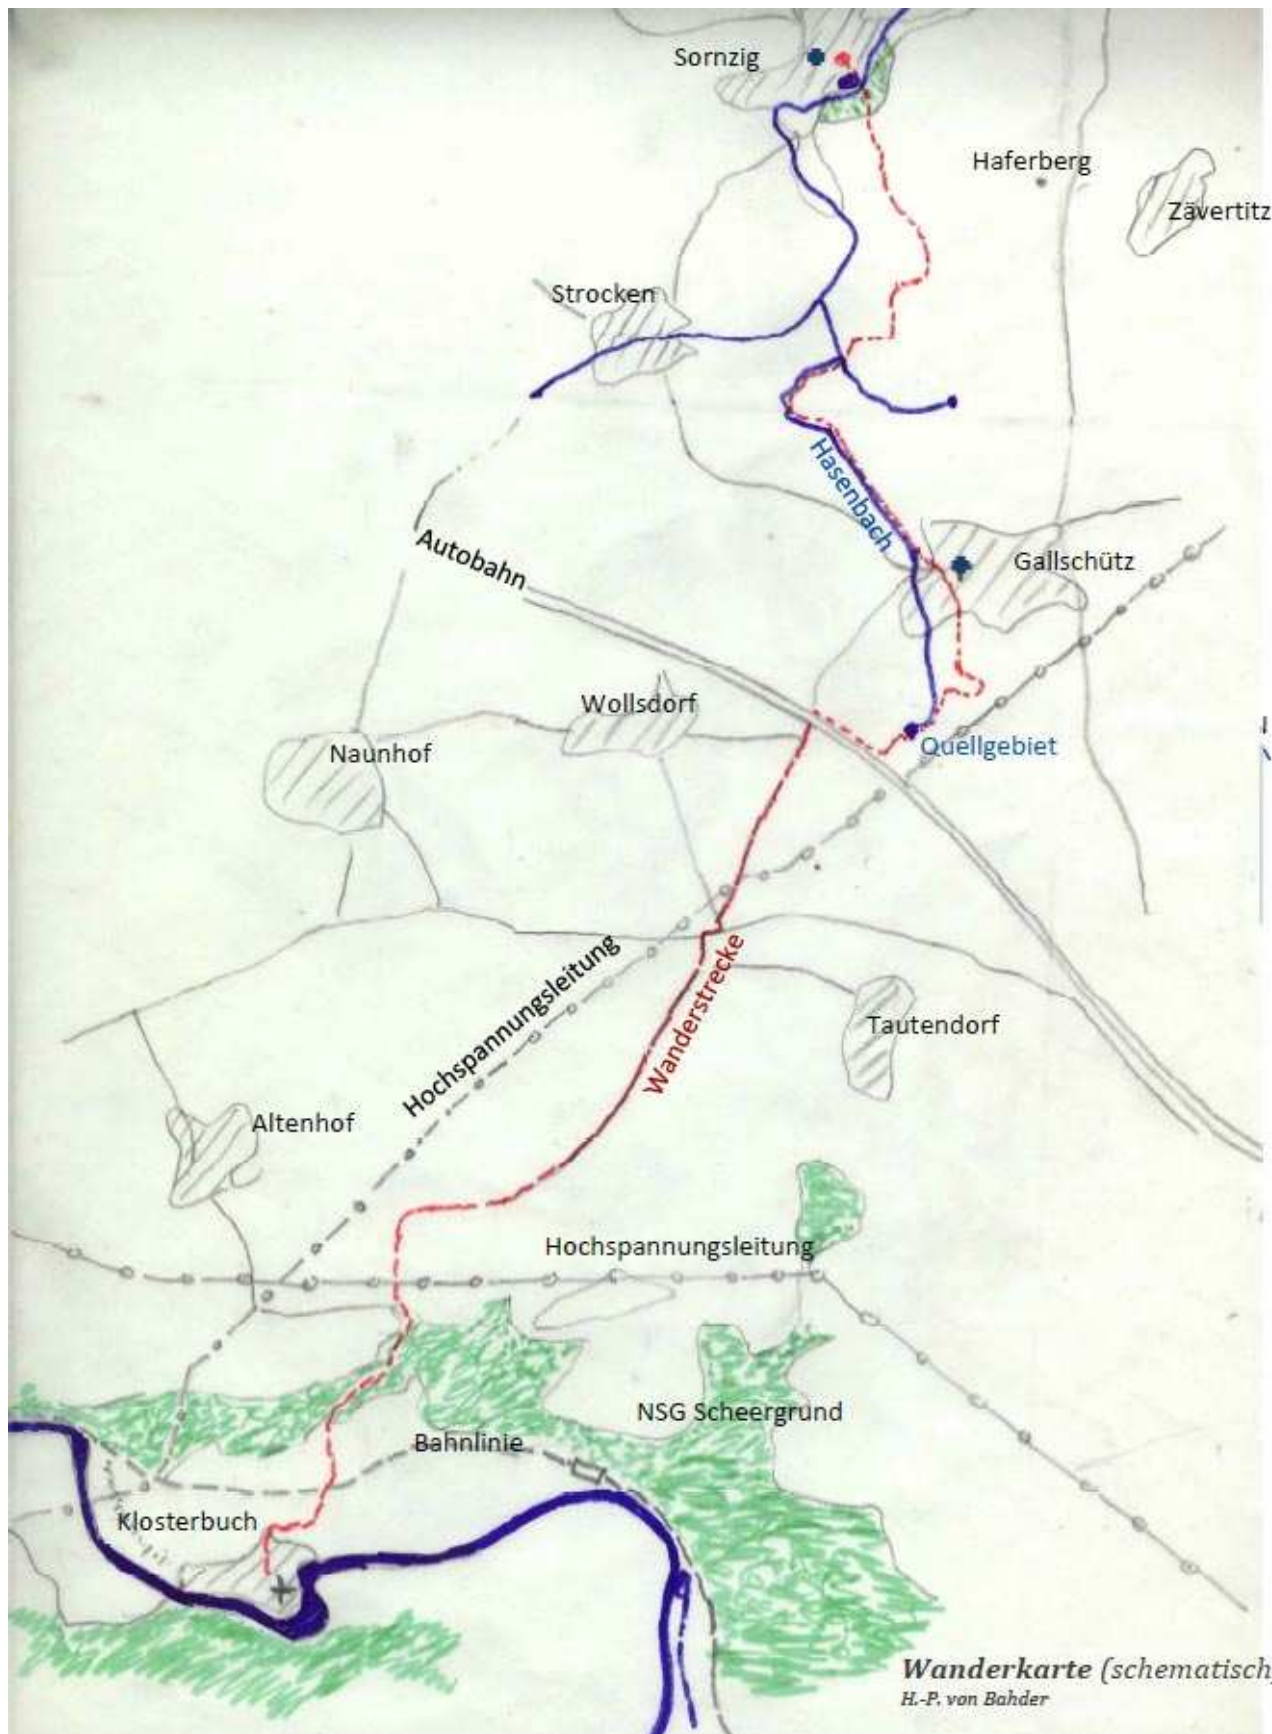 Sornzig
Haferberg
Zävertitz
Strocken
Hasenbach
Autobahn
Gallschütz
Wollsdorf
Naunhof
Quellgebiet
Hochspannungsleitung
Wanderstrecke
Tautendorf
Altenhof
Hochspannungsleitung
NSG Scheergrund
Bahnlinie
Klosterbuch
Wanderkarte (schematisch)
H.-P. von Bahder